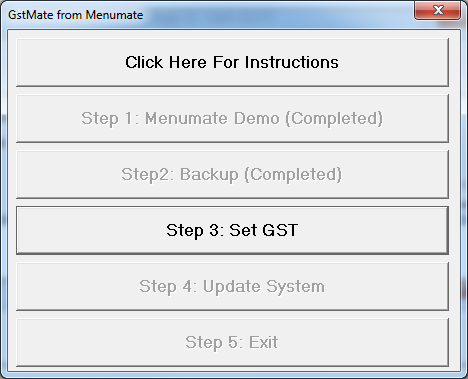 GstMate from Menumate
Click Here For Instructions
Step 1: Menumate Demo (Completed)
Step2: Backup (Completed)
Step 3: Set GST
Step 4: Update System
Step 5: Exit